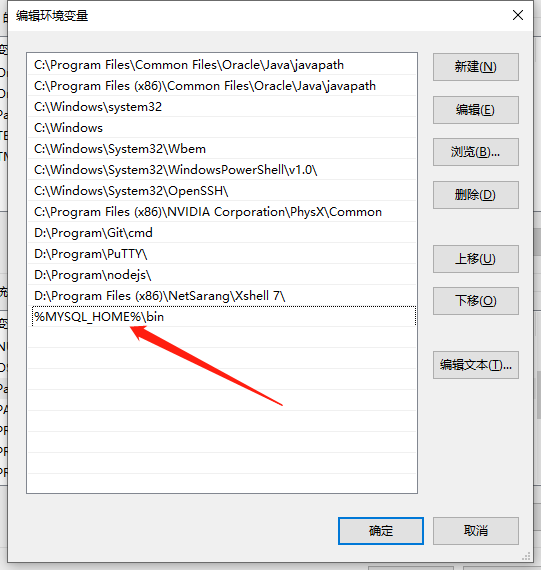 编辑环境变量
C:\Program Files\Common Files\Oracle\Java\javapath
C:\Program Files (x86)\Common Files\Oracle\Java\javapath
C:\Windows\system32
C:\Windows
C:\Windows\System32\Wbem
C:\Windows\System32\WindowsPowerShell\v1.0\
C:\Windows\System32\OpenSSH\
C:\Program Files (x86)\NVIDIA Corporation\PhysX\Common
D:\Program\Git\cmd
D:\Program\PuTTY\
D:\Program\nodejs\
D:\Program Files (x86)\NetSarang\Xshell 7\
%MYSQL_HOME%\bin
新建(N)
编辑(E)
浏览(B)...
删除(D)
上移(U)
下移(O)
编辑文本(T)...
确定
取消